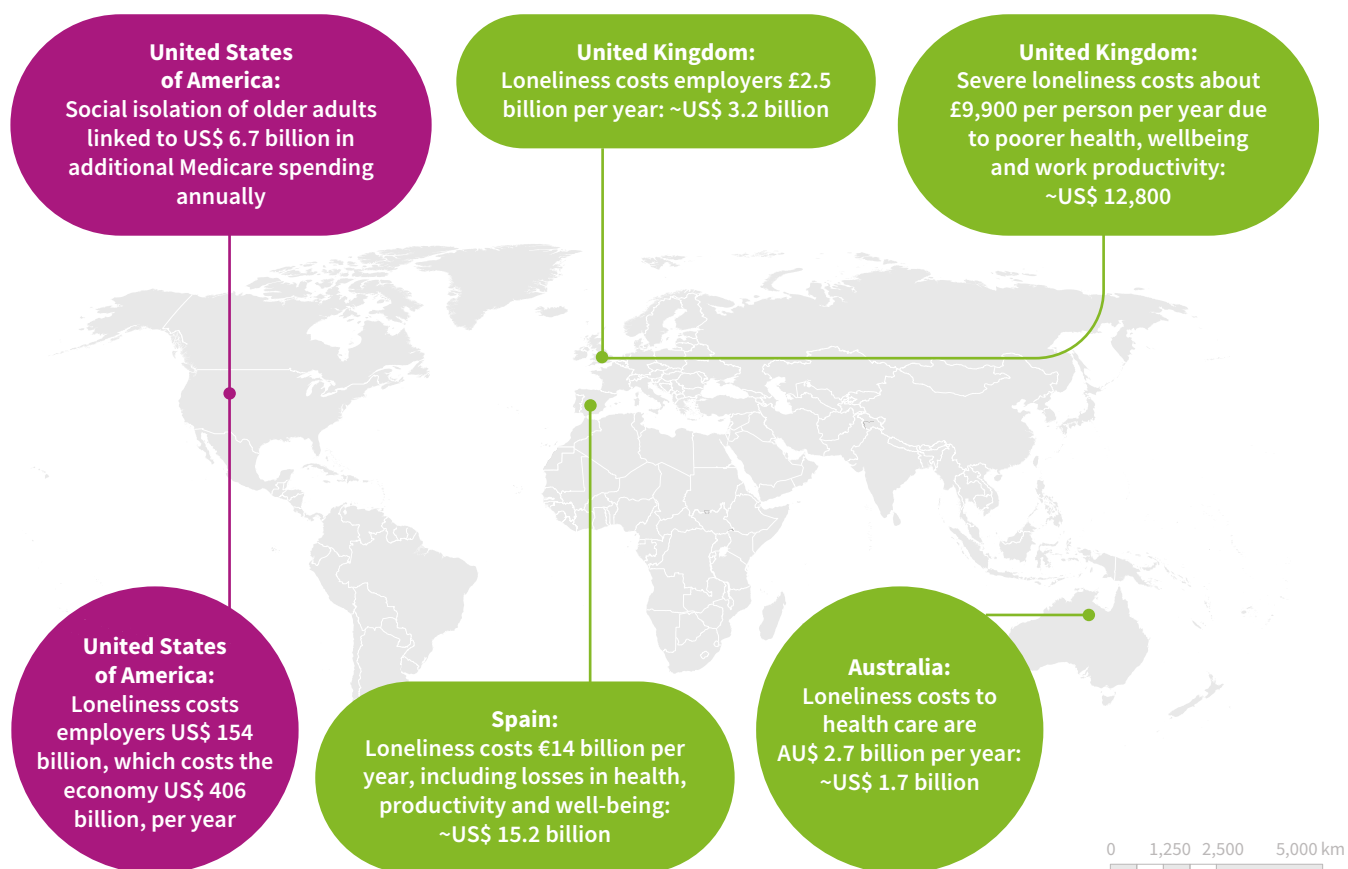 United States
of America:
Social isolation of older adults
linked to US$ 6.7 billion in
additional Medicare spending
annually
United Kingdom:
Loneliness costs employers £2.5
billion per year: ~US$ 3.2 billion
United Kingdom:
Severe loneliness costs about
£9,900 per person per year due
to poorer health, wellbeing
and work productivity:
~US$ 12,800
United States
of America:
Loneliness costs
employers US$ 154
billion, which costs the
economy US$ 406
billion, per year
Spain:
Loneliness costs €14 billion per
year, including losses in health,
productivity and well-being:
~US$ 15.2 billion
Australia:
Loneliness costs to
health care are
AU$ 2.7 billion per year:
~US$ 1.7 billion
0 1,250 2,500 5,000 km